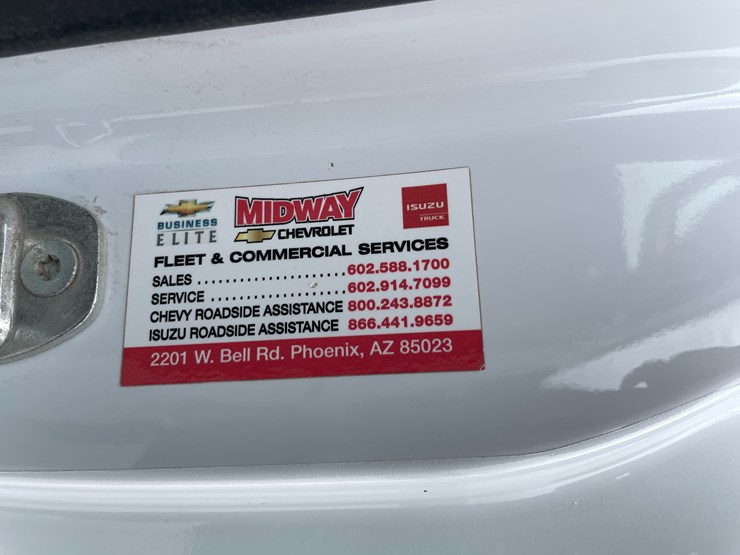 BUSINESS
ELITE
MIDWAY
CHEVROLET
ISUZU
TRUCK
FLEET & COMMERCIAL SERVICES
SALES ........................ 602.588.1700
SERVICE ..................... 602.914.7099
CHEVY ROADSIDE ASSISTANCE 800.243.8872
ISUZU ROADSIDE ASSISTANCE 866.441.9659
2201 W. Bell Rd. Phoenix, AZ 85023